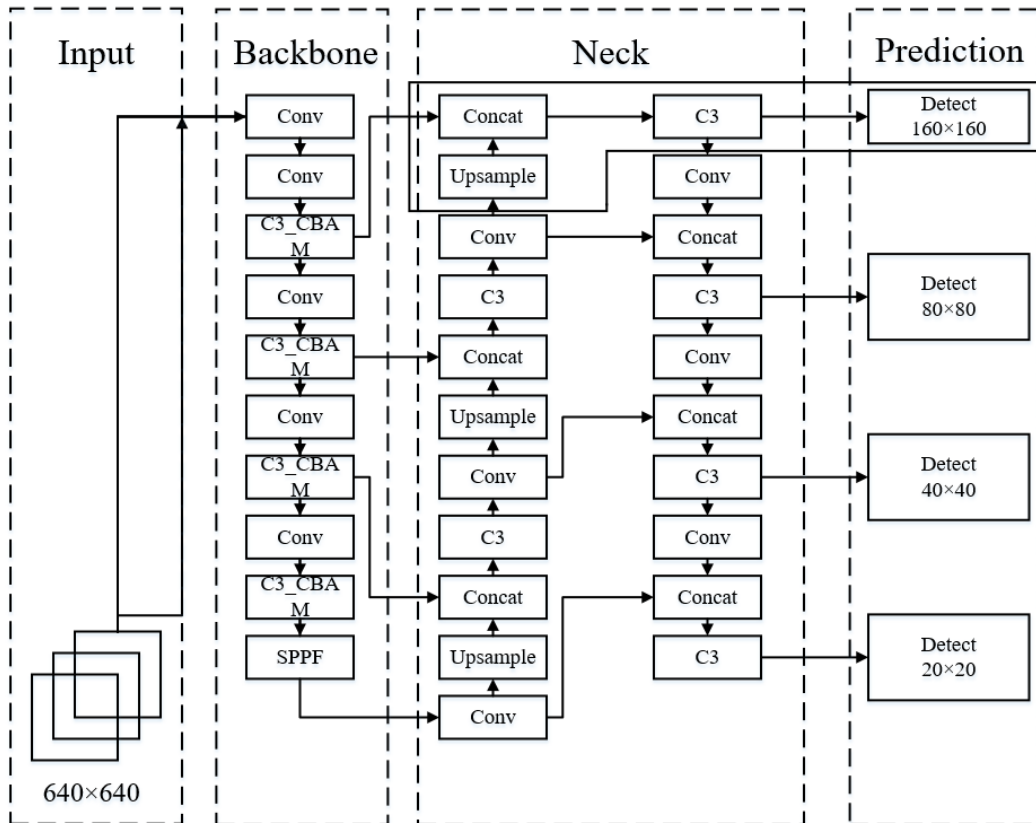 Input
640×640
Backbone
Conv
Conv
C3_CBA
M
Conv
C3_CBA
M
Conv
C3_CBA
M
Conv
C3_CBA
M
SPPF
Neck
Concat
Upsample
Conv
C3
Concat
Upsample
Conv
C3
Concat
Upsample
Conv
C3
Conv
Concat
C3
Conv
Concat
C3
Conv
Concat
C3
Prediction
Detect
160×160
Detect
80×80
Detect
40×40
Detect
20×20